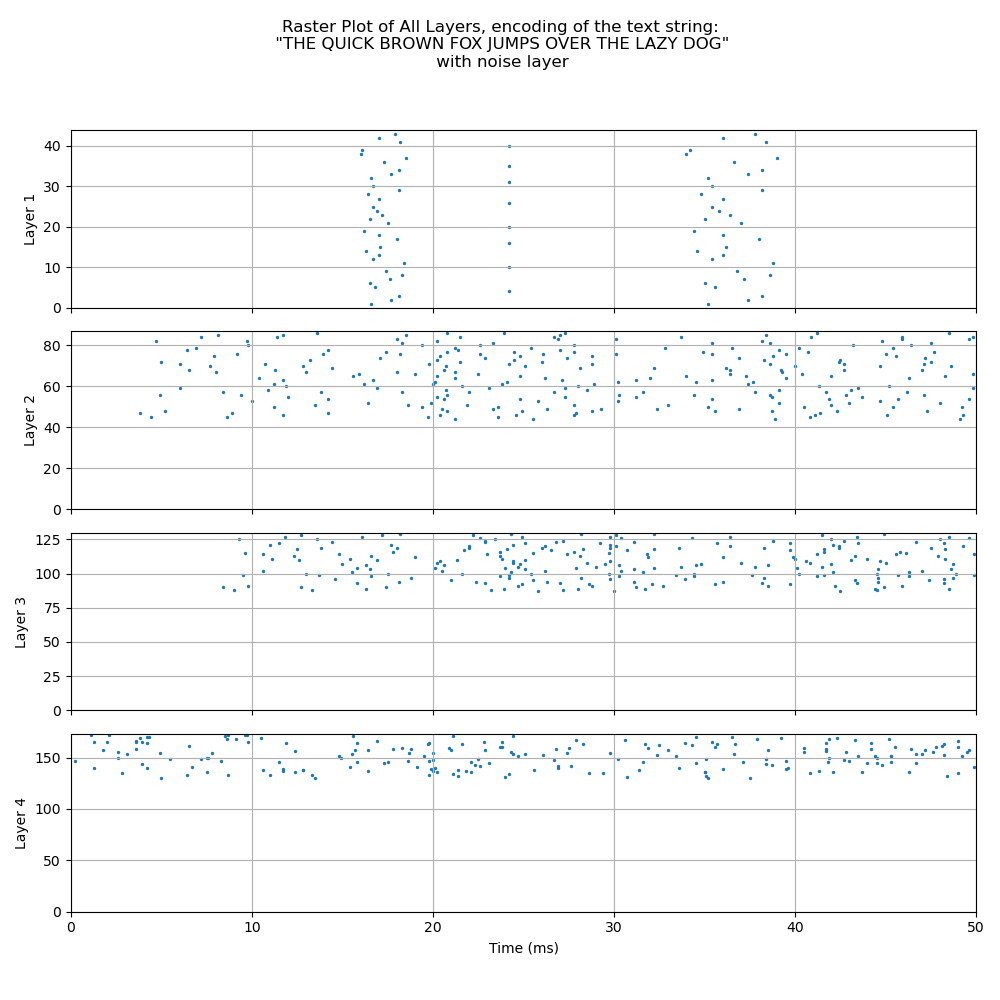 Raster Plot of All Layers, encoding of the text string:
"THE QUICK BROWN FOX JUMPS OVER THE LAZY DOG"
with noise layer
40
30
20
10
0
Layer 1
80
60
40
20
0
Layer 2
125
100
75
50
25
0
Layer 3
150
100
50
0
Layer 4
0 10 20 30 40 50
Time (ms)